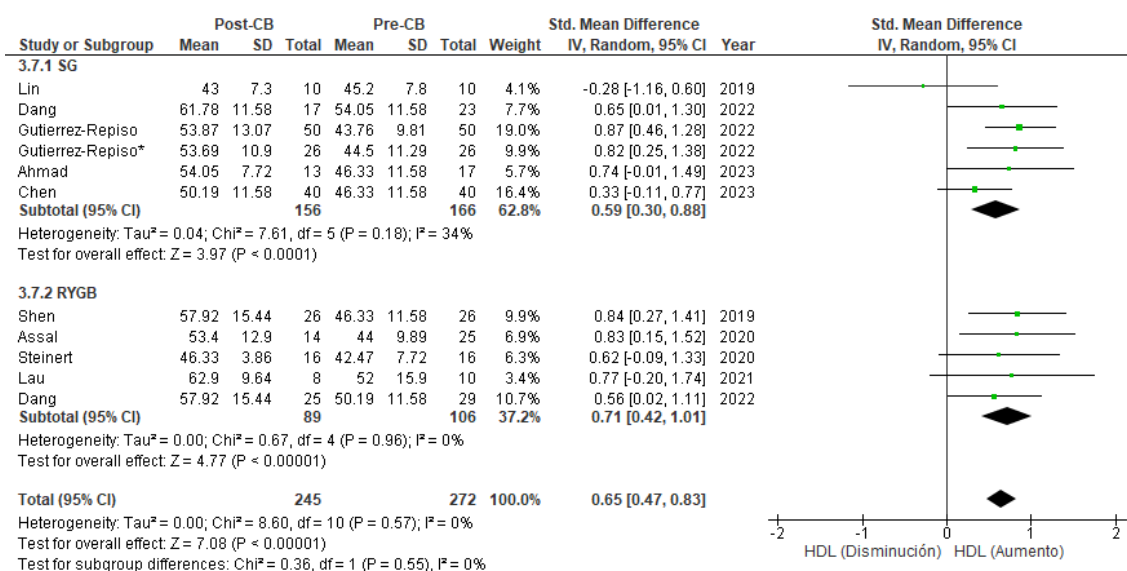 Post-CB Pre-CB Std. Mean Difference Std. Mean Difference
Study or Subgroup Mean SD Total Mean SD Total Weight IV, Random, 95% CI Year IV, Random, 95% CI
3.7.1 SG
Lin 43 7.3 10 45.2 7.8 10 4.1% -0.28 [-1.16, 0.60] 2019
Dang 61.78 11.58 17 54.05 11.58 23 7.7% 0.65 [0.01, 1.30] 2022
Gutierrez-Repiso 53.87 13.07 50 43.76 9.81 50 19.0% 0.87 [0.46, 1.28] 2022
Gutierrez-Repiso* 53.69 10.9 26 44.5 11.29 26 9.9% 0.82 [0.25, 1.38] 2022
Ahmad 54.05 7.72 13 46.33 11.58 17 5.7% 0.74 [-0.01, 1.49] 2023
Chen 50.19 11.58 40 46.33 11.58 40 16.4% 0.33 [-0.11, 0.77] 2023
Subtotal (95% CI) 156 166 62.8% 0.59 [0.30, 0.88]
Heterogeneity: Tau² = 0.04; Chi² = 7.61, df = 5 (P = 0.18); I² = 34%
Test for overall effect: Z = 3.97 (P < 0.0001)
3.7.2 RYGB
Shen 57.92 15.44 26 46.33 11.58 26 9.9% 0.84 [0.27, 1.41] 2019
Assal 53.4 12.9 14 44 9.89 25 6.9% 0.83 [0.15, 1.52] 2020
Steinert 46.33 3.86 16 42.47 7.72 16 6.3% 0.62 [-0.09, 1.33] 2020
Lau 62.9 9.64 8 52 15.9 10 3.4% 0.77 [-0.20, 1.74] 2021
Dang 57.92 15.44 25 50.19 11.58 29 10.7% 0.56 [0.02, 1.11] 2022
Subtotal (95% CI) 89 106 37.2% 0.71 [0.42, 1.01]
Heterogeneity: Tau² = 0.00; Chi² = 0.67, df = 4 (P = 0.96); I² = 0%
Test for overall effect: Z = 4.77 (P < 0.00001)
Total (95% CI) 245 272 100.0% 0.65 [0.47, 0.83]
Heterogeneity: Tau² = 0.00; Chi² = 8.60, df = 10 (P = 0.57); I² = 0%
Test for overall effect: Z = 7.08 (P < 0.00001)
Test for subgroup differences: Chi² = 0.36, df = 1 (P = 0.55), I² = 0%
-2 -1 0 1 2
HDL (Disminución) HDL (Aumento)